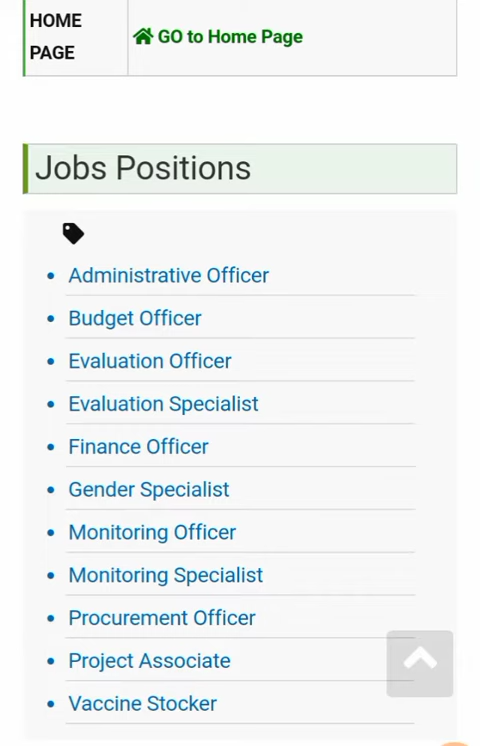 HOME
PAGE
GO to Home Page
Jobs Positions
Administrative Officer
Budget Officer
Evaluation Officer
Evaluation Specialist
Finance Officer
Gender Specialist
Monitoring Officer
Monitoring Specialist
Procurement Officer
Project Associate
Vaccine Stocker